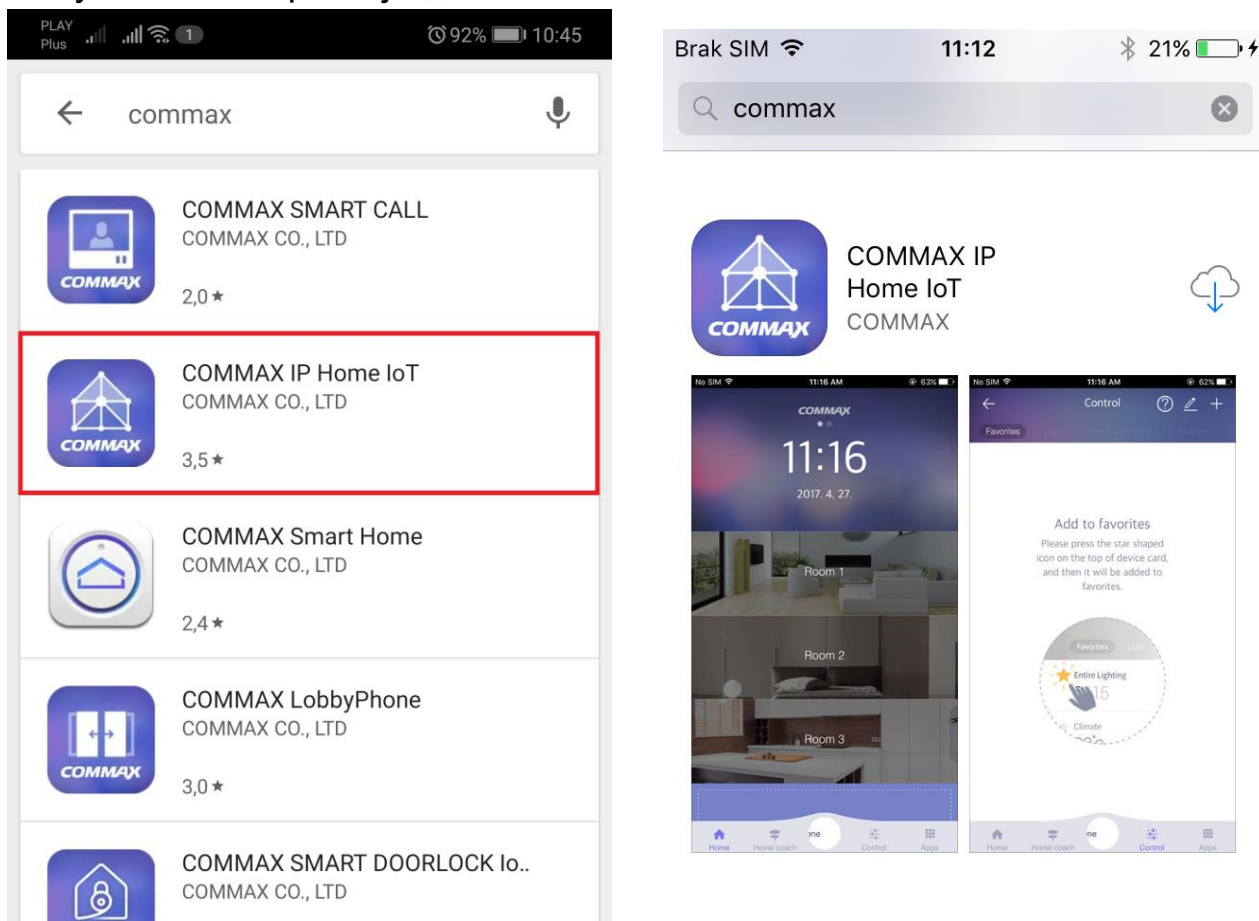 PLAY
Plus
1
92%
10:45
commax
COMMAX SMART CALL
COMMAX CO., LTD
2,0 ★
COMMAX
COMMAX IP Home IoT
COMMAX CO., LTD
3,5 ★
COMMAX
COMMAX Smart Home
COMMAX CO., LTD
2,4 ★
COMMAX LobbyPhone
COMMAX CO., LTD
3,0 ★
COMMAX
COMMAX SMART DOORLOCK Io..
COMMAX CO., LTD
Brak SIM
11:12
21%
commax
COMMAX IP
Home IoT
COMMAX
COMMAX
No SIM
11:16 AM
63%
COMMAX
11:16
2017. 4. 27.
Room 1
Room 2
Room 3
Home
Home coach
ene
Control
Apps
No SIM
11:16 AM
62%
Control
Favorites
Add to favorites
Please press the star shaped
icon on the top of device card,
and then it will be added to
favorites.
Favorites
Light
Entire Lighting
15
Climate
Home
Home coach
ne
Control
Apps